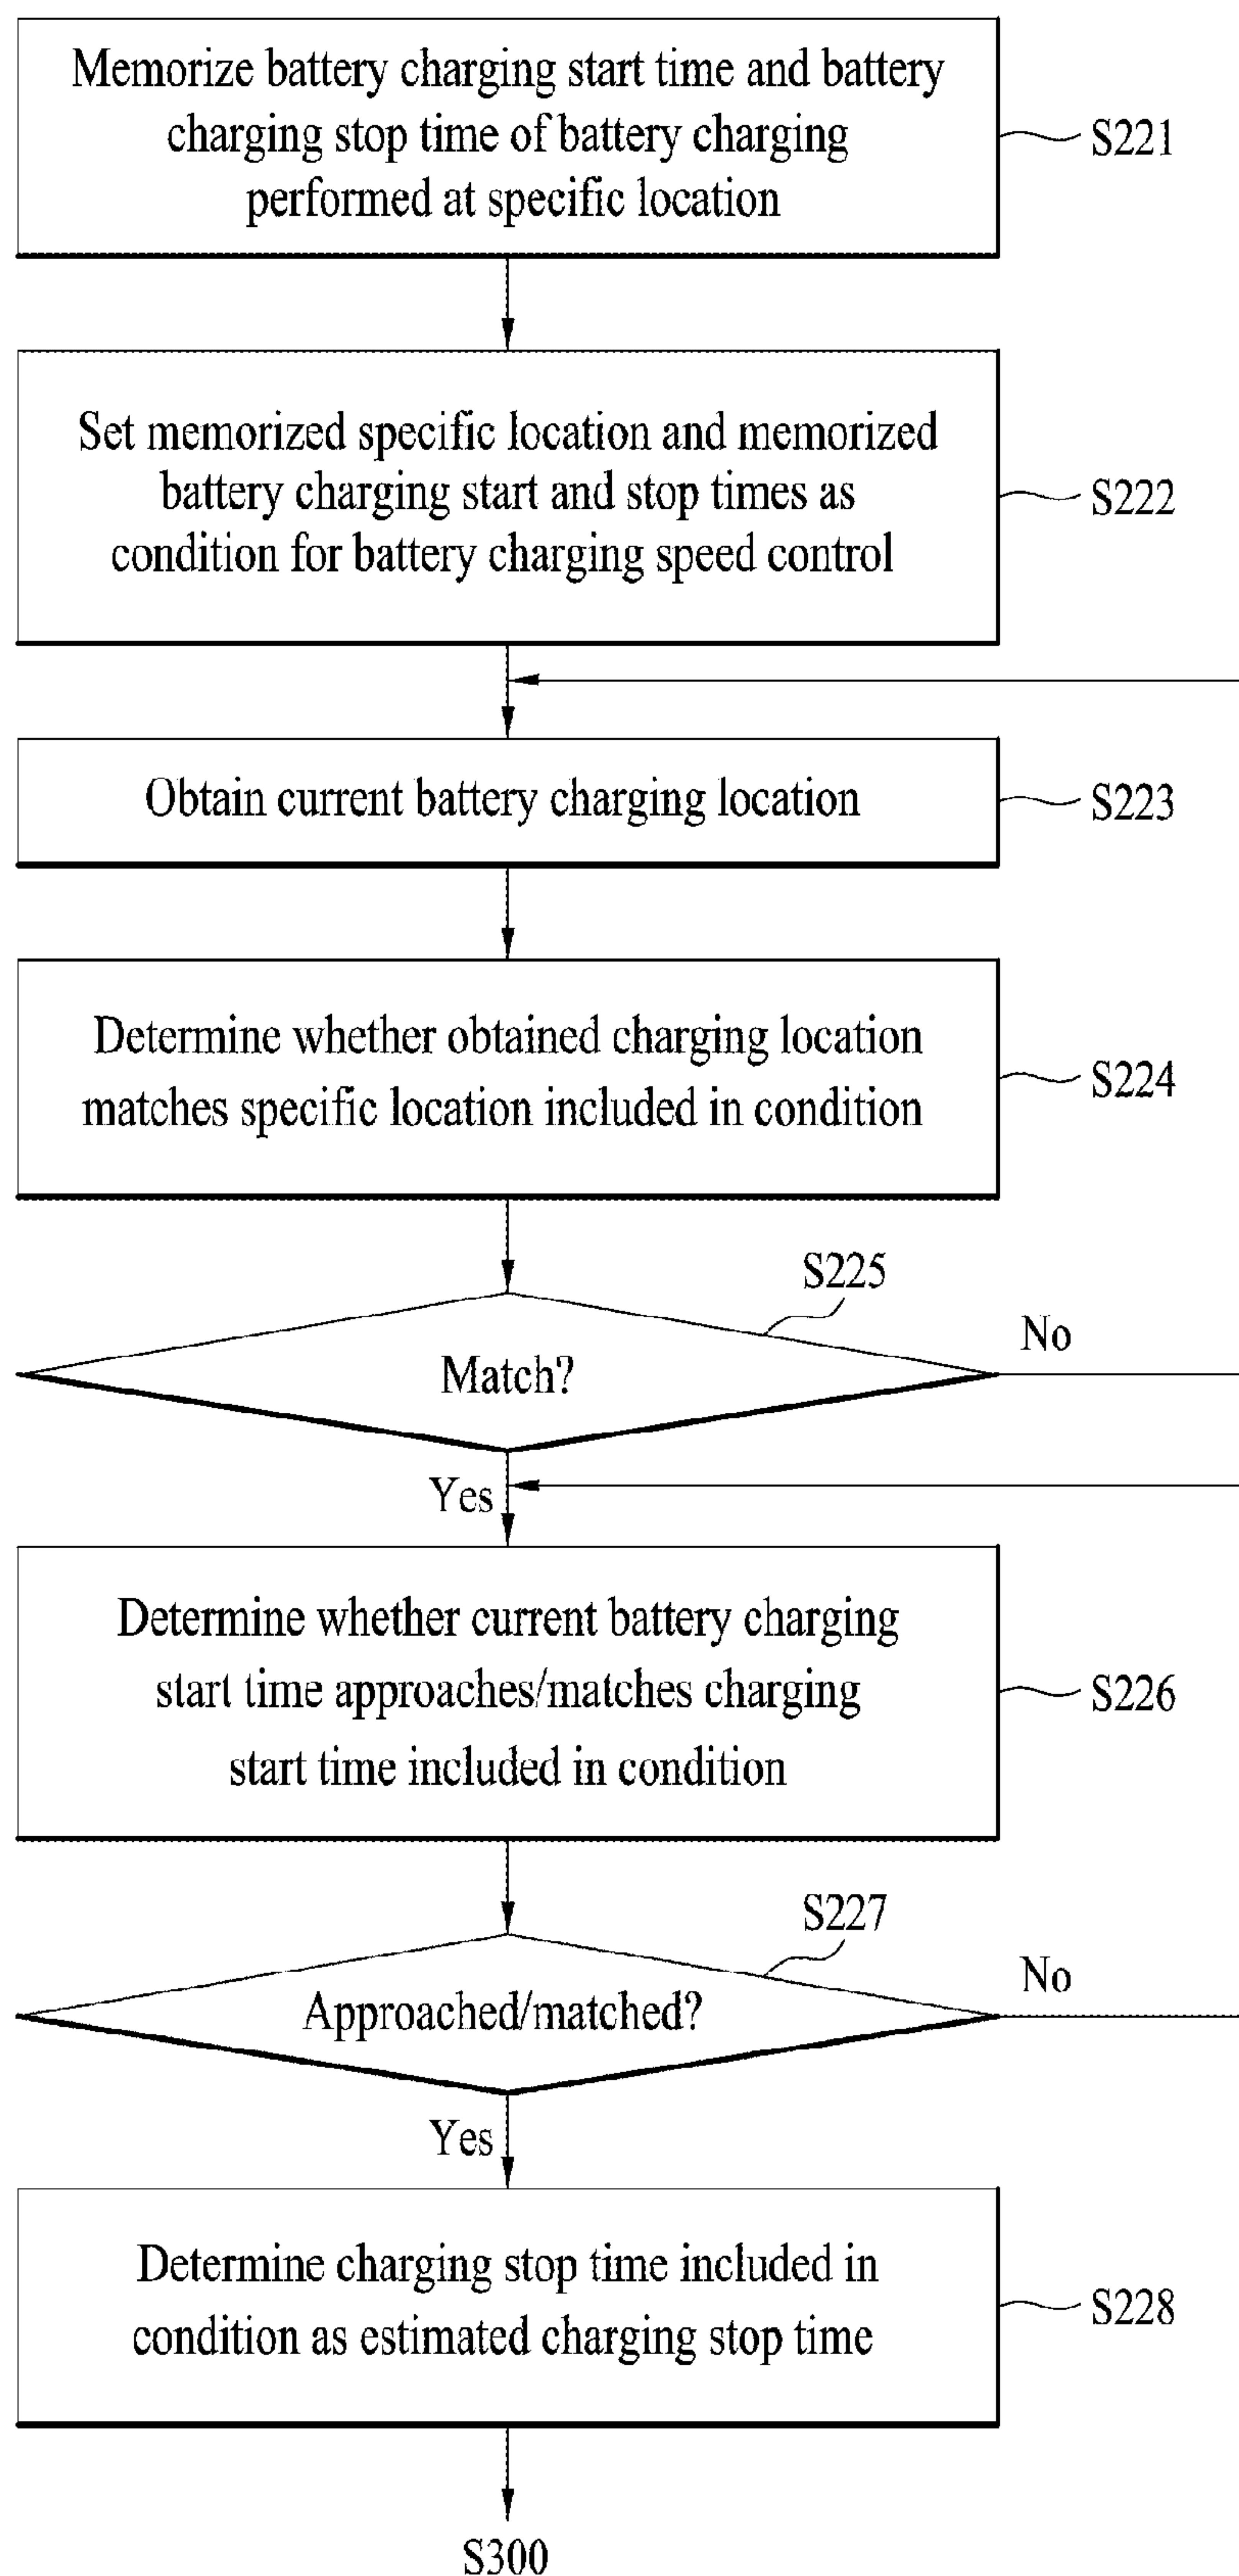 Memorize battery charging start time and battery
charging stop time of battery charging
performed at specific location
S221
Set memorized specific location and memorized
battery charging start and stop times as
condition for battery charging speed control
S222
Obtain current battery charging location
S223
Determine whether obtained charging location
matches specific location included in condition
S224
S225
Match?
No
Yes
Determine whether current battery charging
start time approaches/matches charging
start time included in condition
S226
S227
Approached/matched?
No
Yes
Determine charging stop time included in
condition as estimated charging stop time
S228
S300